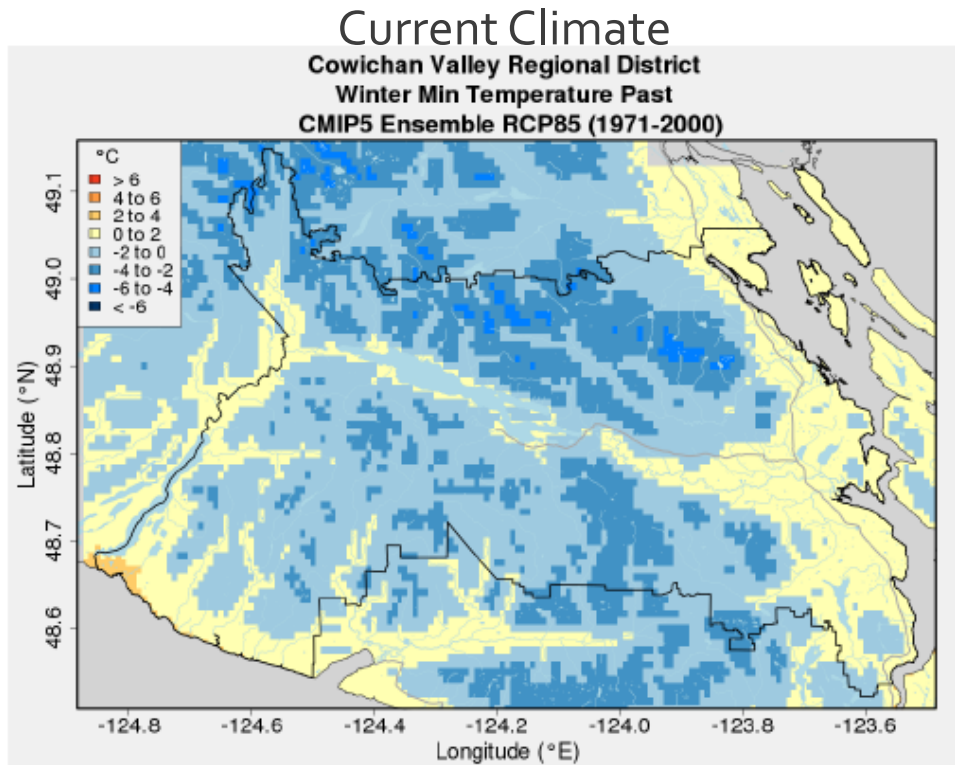 Current Climate
Cowichan Valley Regional District
Winter Min Temperature Past
CMIP5 Ensemble RCP85 (1971-2000)
°C
> 6
4 to 6
2 to 4
0 to 2
-2 to 0
-4 to -2
-6 to -4
< -6
Latitude (°N)
49.1
49.0
48.9
48.8
48.7
48.6
-124.8
-124.6
-124.4
-124.2
-124.0
-123.8
-123.6
Longitude (°E)